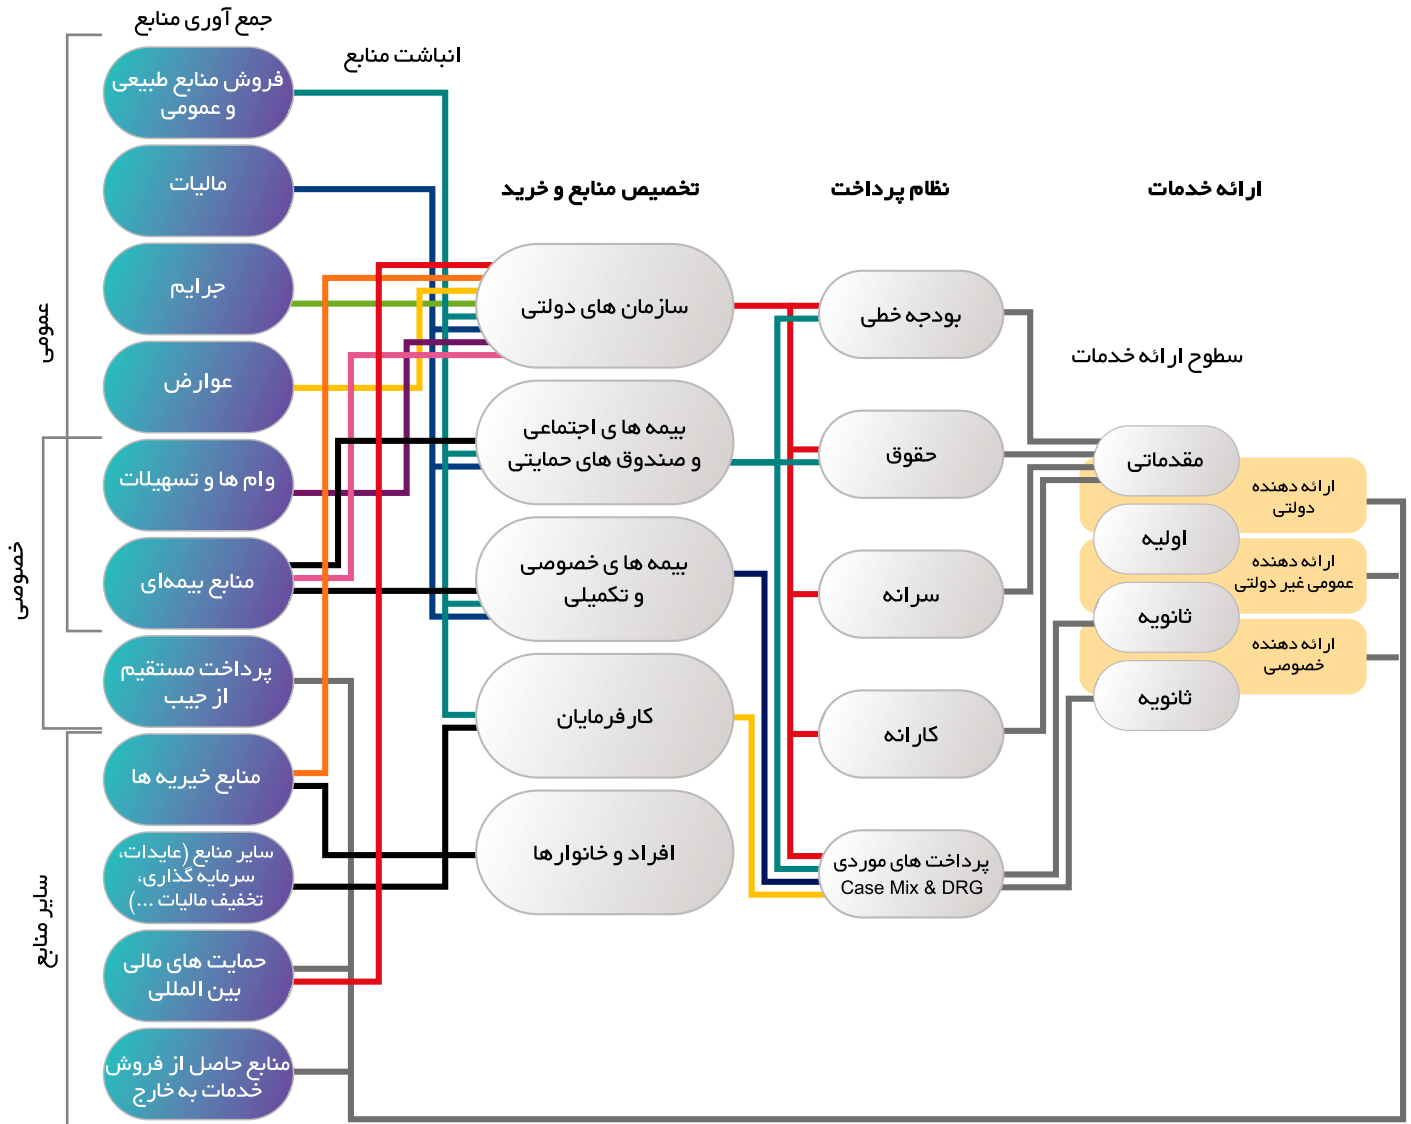 جمع آوری منابع
انباشت منابع
تخصیص منابع و خرید
نظام پرداخت
ارائه خدمات
عمومی
خصوصی
سایر منابع
فروش منابع طبیعی
و عمومی
مالیات
جرایم
عوارض
وام ها و تسهیلات
منابع بیمه‌ای
پرداخت مستقیم
از جیب
منابع خیریه ها
سایر منابع (عایدات،
سرمایه گذاری،
تخفیف مالیات ...)
حمایت های مالی
بین المللی
منابع حاصل از فروش
خدمات به خارج
سازمان های دولتی
بیمه ها ی اجتماعی
و صندوق های حمایتی
بیمه ها ی خصوصی
و تکمیلی
کارفرمایان
افراد و خانوارها
بودجه خطی
حقوق
سرانه
کارانه
پرداخت های موردی
Case Mix & DRG
سطوح ارائه خدمات
مقدماتی
اولیه
ثانویه
ثانویه
ارائه دهنده
دولتی
ارائه دهنده
عمومی غیر دولتی
ارائه دهنده
خصوصی